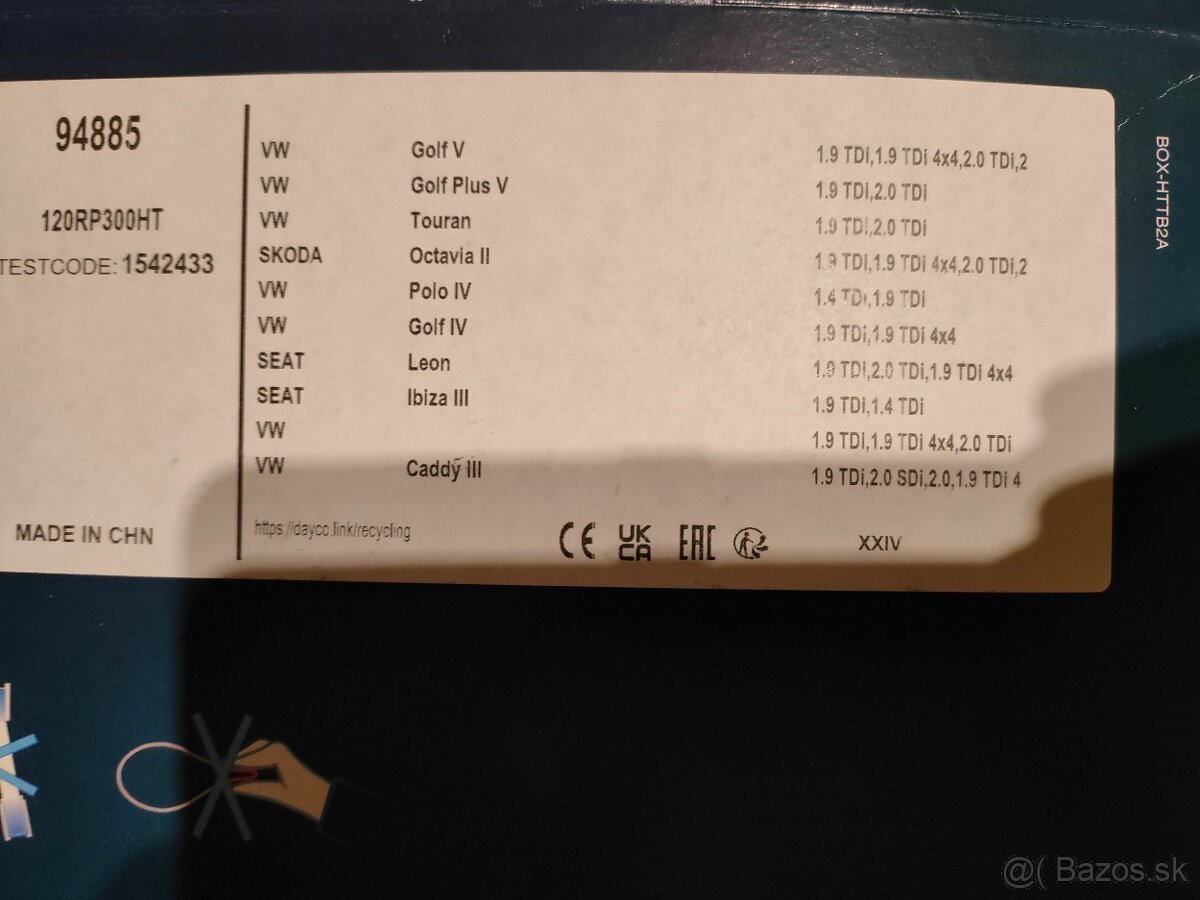 94885
120RP300HT
TESTCODE: 1542433
MADE IN CHN
VW Golf V 1.9 TDI,1.9 TDi 4x4,2.0 TDI,2
VW Golf Plus V 1.9 TDI,2.0 TDI
VW Touran 1.9 TDI,2.0 TDI
SKODA Octavia II 1.9 TDI,1.9 TDI 4x4,2.0 TDI,2
VW Polo IV 1.4 TDI,1.9 TDI
VW Golf IV 1.9 TDI,1.9 TDi 4x4
SEAT Leon 1.9 TDI,2.0 TDI,1.9 TDI 4x4
SEAT Ibiza III 1.9 TDI,1.4 TDI
VW 1.9 TDI,1.9 TDI 4x4,2.0 TDI
VW Caddy III 1.9 TDI,2.0 SDi,2.0,1.9 TDi 4
https://dayco.link/recycling
CE UK CA EAC XXIV
BOX-HTTB2A
@( Bazos.sk